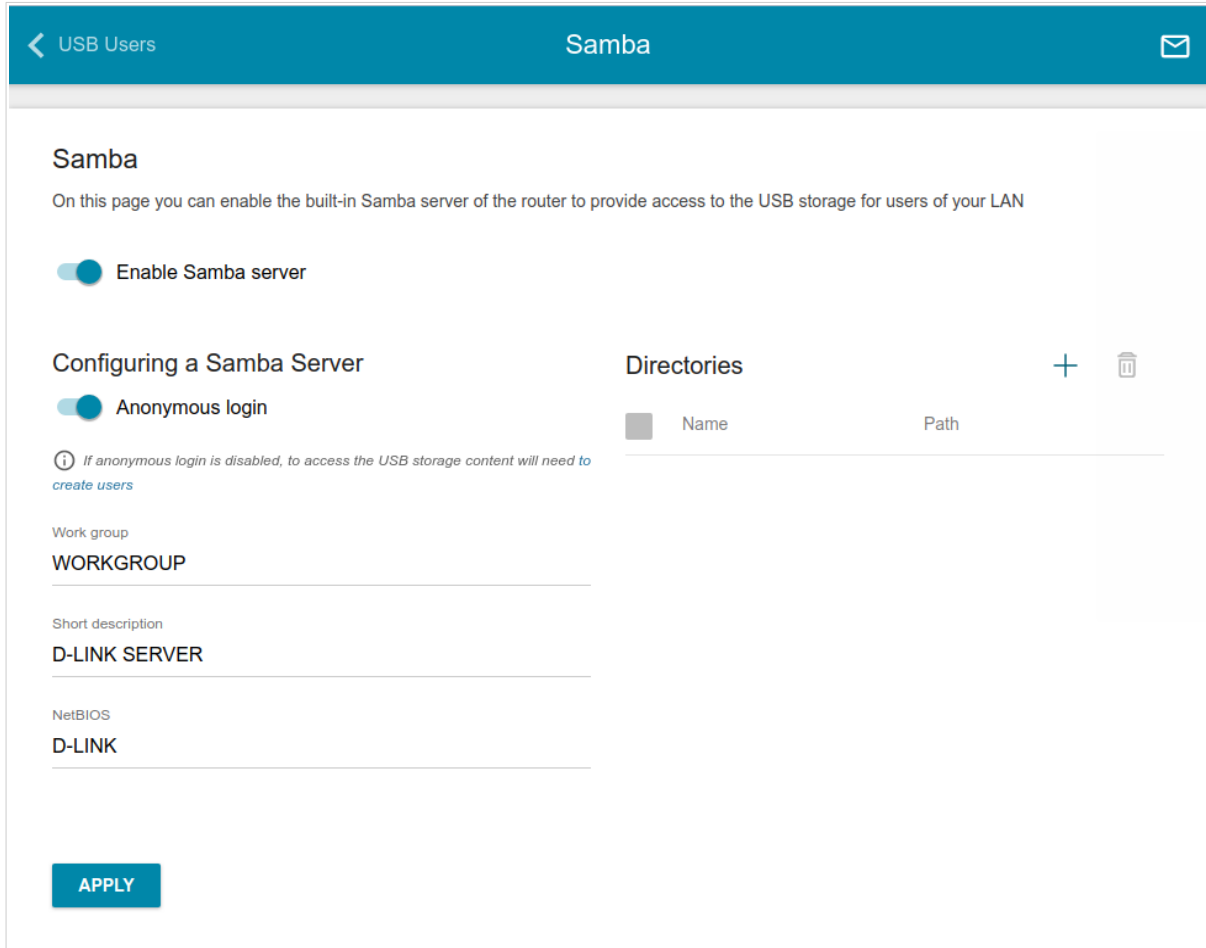 USB Users
Samba
Samba
On this page you can enable the built-in Samba server of the router to provide access to the USB storage for users of your LAN
Enable Samba server
Configuring a Samba Server
Anonymous login
If anonymous login is disabled, to access the USB storage content will need to
create users
Work group
WORKGROUP
Short description
D-LINK SERVER
NetBIOS
D-LINK
APPLY
Directories
Name Path